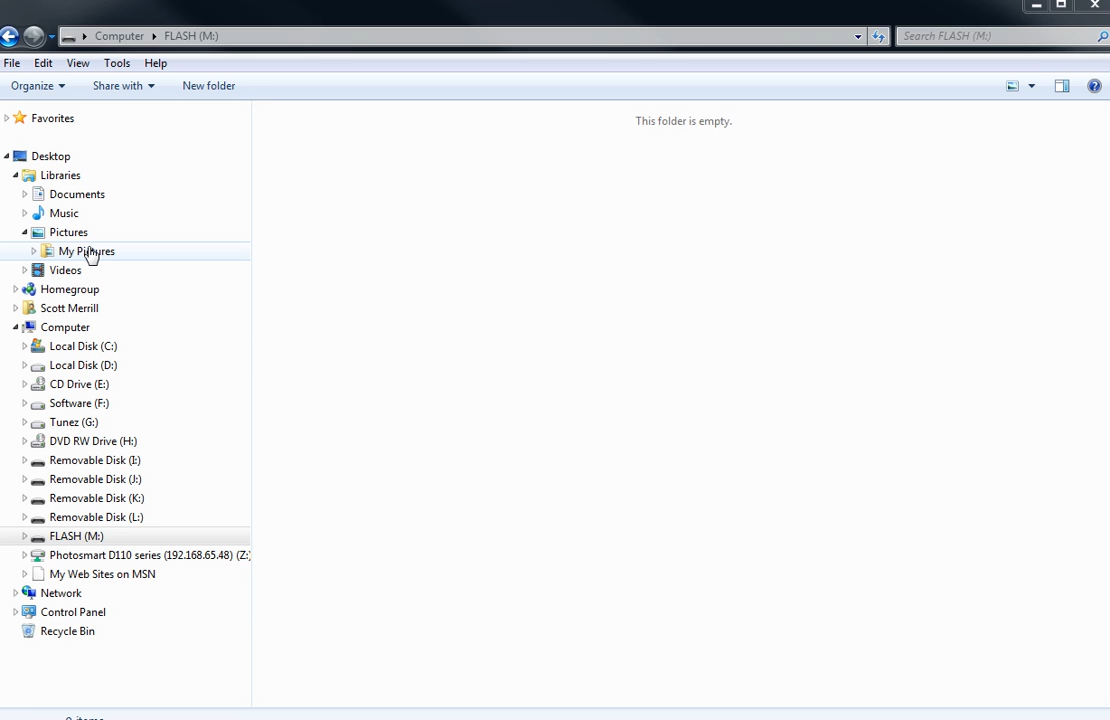 Computer FLASH (M:) Search FLASH (M:)
File Edit View Tools Help
Organize Share with New folder
Favorites
This folder is empty.
Desktop
Libraries
Documents
Music
Pictures
My Pictures
Videos
Homegroup
Scott Merrill
Computer
Local Disk (C:)
Local Disk (D:)
CD Drive (E:)
Software (F:)
Tunez (G:)
DVD RW Drive (H:)
Removable Disk (I:)
Removable Disk (J:)
Removable Disk (K:)
Removable Disk (L:)
FLASH (M:)
Photosmart D110 series (192.168.65.48) (Z:)
My Web Sites on MSN
Network
Control Panel
Recycle Bin
0 items